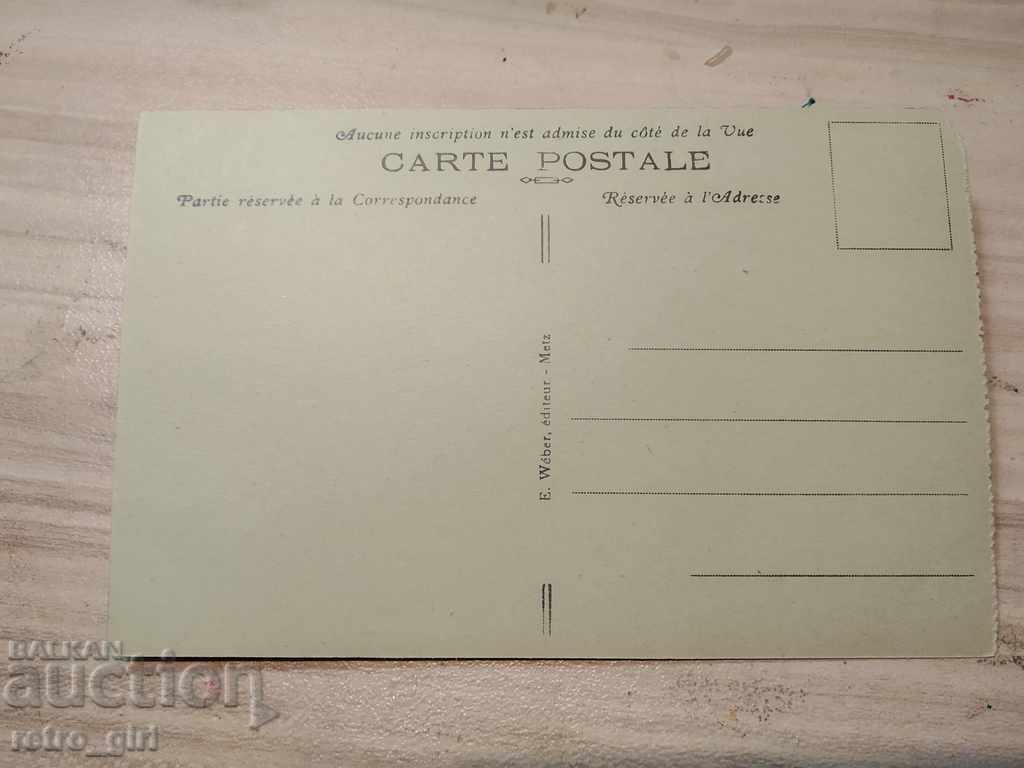 Aucune inscription n'est admise du côté de la Vue
CARTE POSTALE
Partie réservée à la Correspondance
Réservée à l'Adresse
E. Wéber, éditeur. - Metz
BALKAN
auction
retro_girl